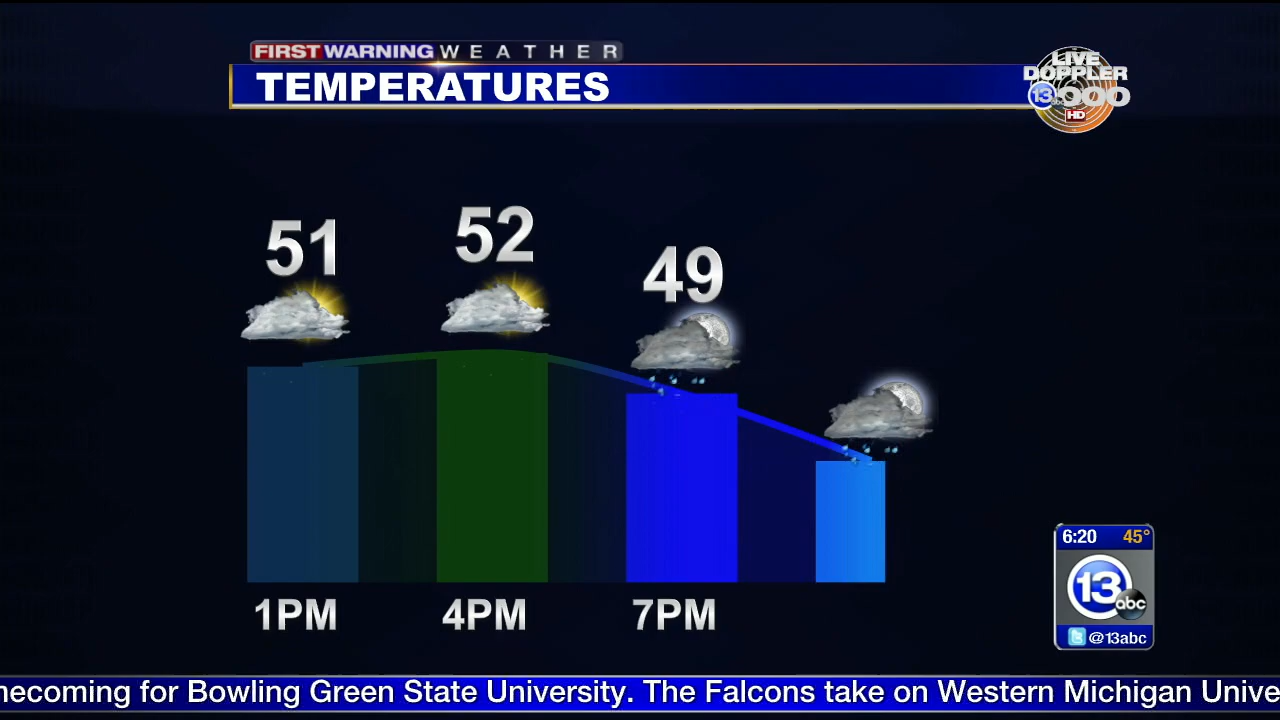 FIRST WARNING WEATHER
TEMPERATURES
LIVE
DOPPLER
13000
HD
51
52
49
1PM
4PM
7PM
6:20 45°
13
abc
@13abc
necoming for Bowling Green State University. The Falcons take on Western Michigan Unive